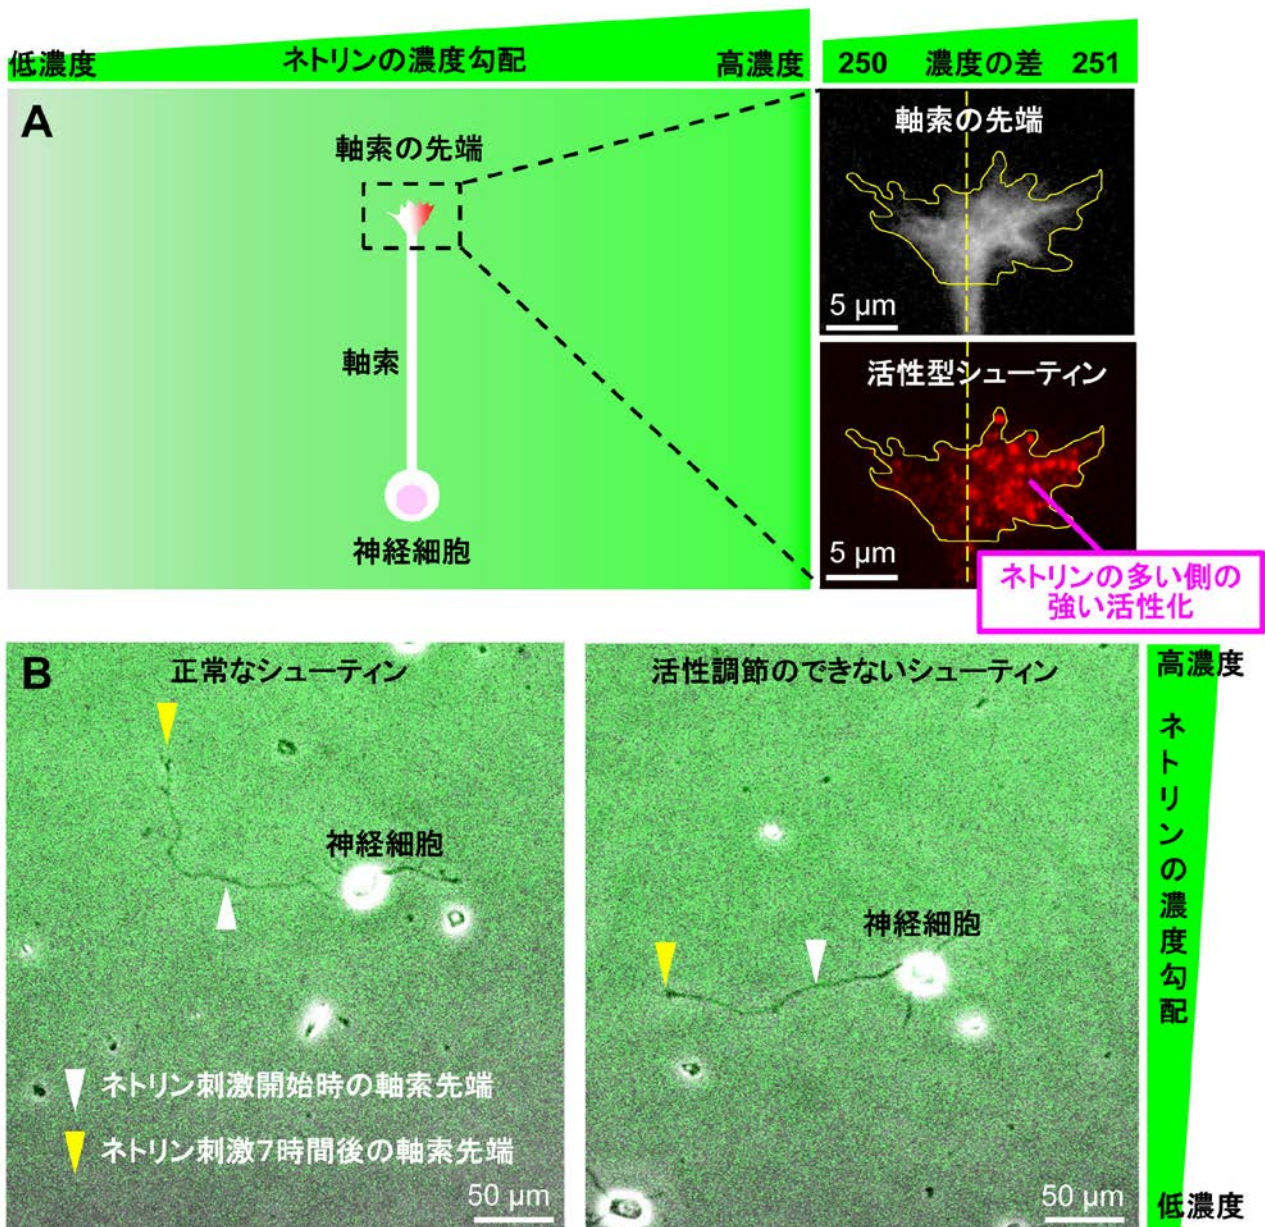 低濃度 ネトリンの濃度勾配 高濃度
250 濃度の差 251
A
軸索の先端
軸索
神経細胞
軸索の先端
5 μm
活性型シューティン
5 μm
ネトリンの多い側の
強い活性化
B
正常なシューティン
神経細胞
ネトリン刺激開始時の軸索先端
ネトリン刺激7時間後の軸索先端
50 μm
活性調節のできないシューティン
神経細胞
50 μm
高濃度
ネトリンの濃度勾配
低濃度